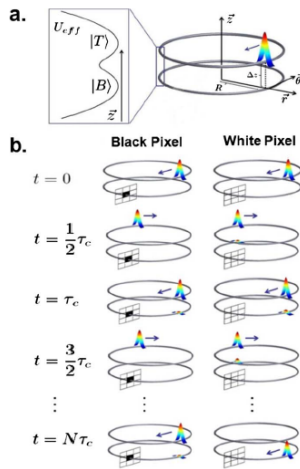 a.
U_eff
|T⟩
|B⟩
z⃗
z⃗
Δz
θ⃗
R
r⃗
b.
Black Pixel White Pixel
t = 0
t = 1/2 τ_c
t = τ_c
t = 3/2 τ_c
⋮ ⋮ ⋮
t = Nτ_c